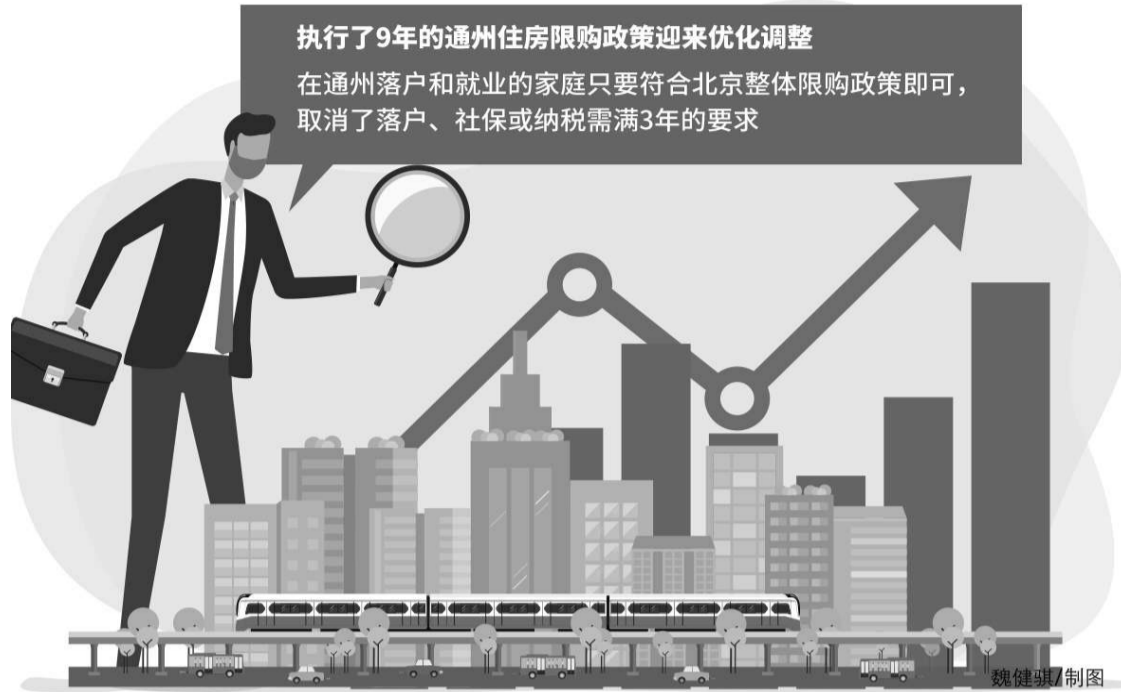 执行了9年的通州住房限购政策迎来优化调整
在通州落户和就业的家庭只要符合北京整体限购政策即可，
取消了落户、社保或纳税需满3年的要求
魏健骐/制图